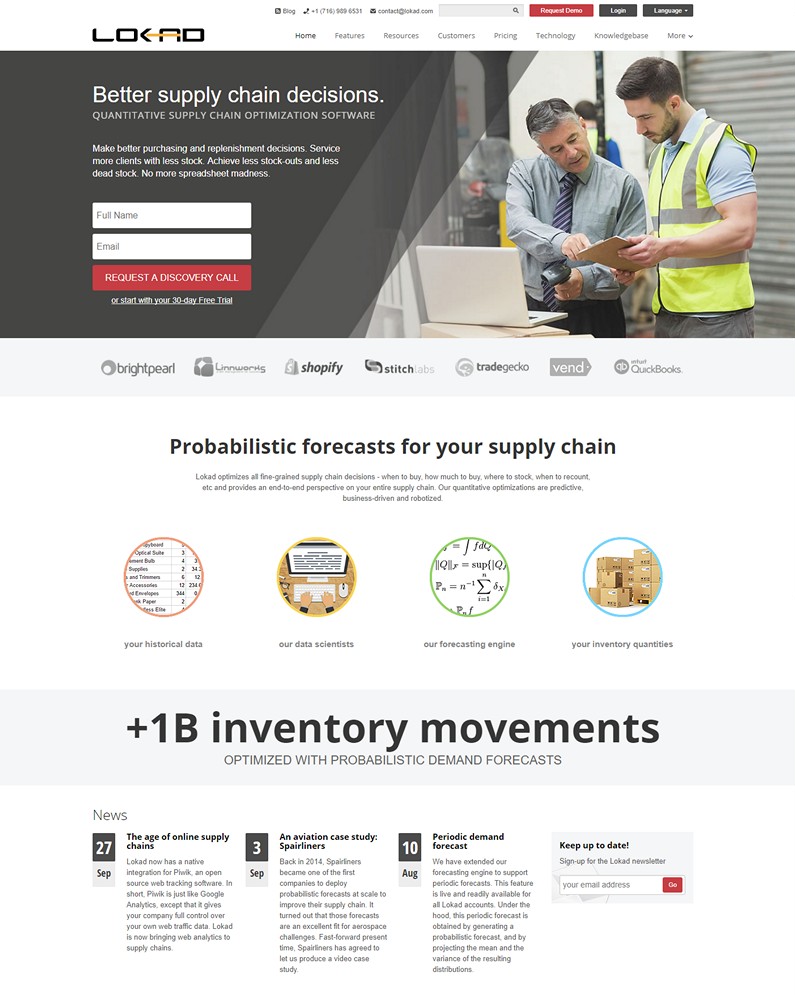 Blog +1 (716) 989 6531 contact@lokad.com Request Demo Login Language
LOKAD
Home Features Resources Customers Pricing Technology Knowledgebase More
Better supply chain decisions.
QUANTITATIVE SUPPLY CHAIN OPTIMIZATION SOFTWARE
Make better purchasing and replenishment decisions. Service
more clients with less stock. Achieve less stock-outs and less
dead stock. No more spreadsheet madness.
Full Name
Email
REQUEST A DISCOVERY CALL
or start with your 30-day Free Trial
brightpearl Linnworks shopify stitchlabs tradegecko vend intuit QuickBooks.
Probabilistic forecasts for your supply chain
Lokad optimizes all fine-grained supply chain decisions - when to buy, how much to buy, where to stock, when to recount,
etc and provides an end-to-end perspective on your entire supply chain. Our quantitative optimizations are predictive,
business-driven and robotized.
your historical data
our data scientists
our forecasting engine
your inventory quantities
+1B inventory movements
OPTIMIZED WITH PROBABILISTIC DEMAND FORECASTS
News
27
Sep
The age of online supply
chains
Lokad now has a native
integration for Piwik, an open
source web tracking software. In
short, Piwik is just like Google
Analytics, except that it gives
your company full control over
your own web traffic data. Lokad
is now bringing web analytics to
supply chains.
3
Sep
An aviation case study:
Spairliners
Back in 2014, Spairliners
became one of the first
companies to deploy
probabilistic forecasts at scale to
improve their supply chain. It
turned out that those forecasts
are an excellent fit for aerospace
challenges. Fast-forward present
time, Spairliners has agreed to
let us produce a video case
study.
10
Aug
Periodic demand
forecast
We have extended our
forecasting engine to support
periodic forecasts. This feature
is live and readily available for
all Lokad accounts. Under the
hood, this periodic forecast is
obtained by generating a
probabilistic forecast, and by
projecting the mean and the
variance of the resulting
distributions.
Keep up to date!
Sign-up for the Lokad newsletter
your email address Go